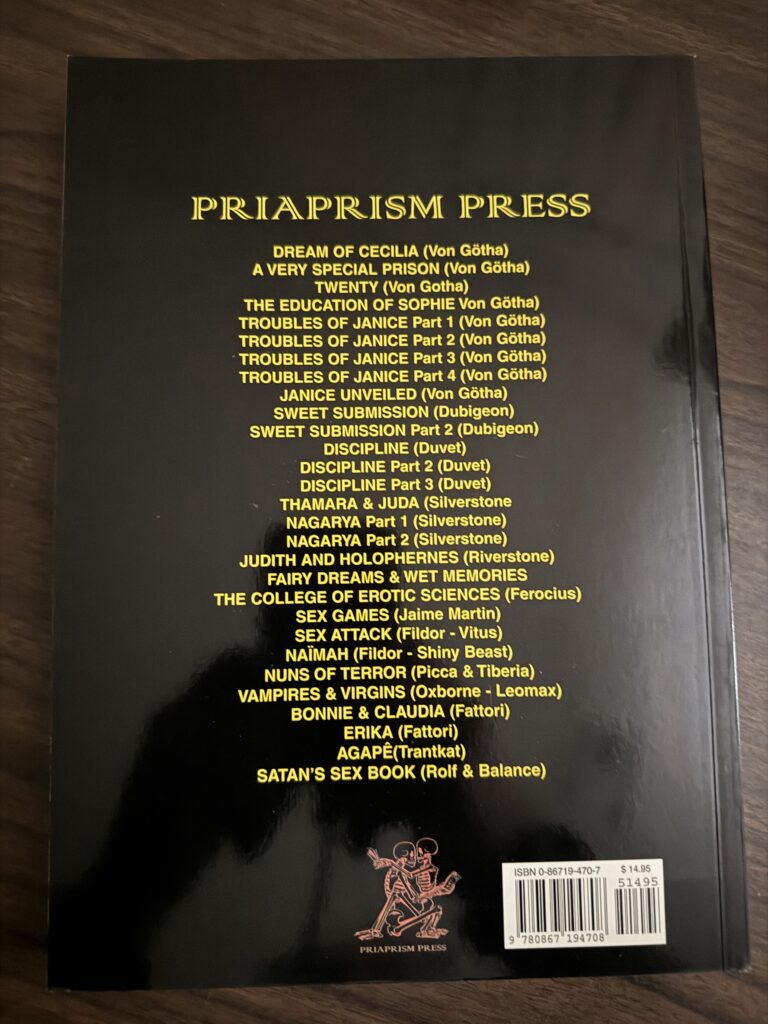 PRIAPRISM PRESS
DREAM OF CECILIA (Von Götha)
A VERY SPECIAL PRISON (Von Götha)
TWENTY (Von Gotha)
THE EDUCATION OF SOPHIE Von Götha)
TROUBLES OF JANICE Part 1 (Von Götha)
TROUBLES OF JANICE Part 2 (Von Götha)
TROUBLES OF JANICE Part 3 (Von Götha)
TROUBLES OF JANICE Part 4 (Von Götha)
JANICE UNVEILED (Von Götha)
SWEET SUBMISSION (Dubigeon)
SWEET SUBMISSION Part 2 (Dubigeon)
DISCIPLINE (Duvet)
DISCIPLINE Part 2 (Duvet)
DISCIPLINE Part 3 (Duvet)
THAMARA & JUDA (Silverstone
NAGARYA Part 1 (Silverstone)
NAGARYA Part 2 (Silverstone)
JUDITH AND HOLOPHERNES (Riverstone)
FAIRY DREAMS & WET MEMORIES
THE COLLEGE OF EROTIC SCIENCES (Ferocius)
SEX GAMES (Jaime Martin)
SEX ATTACK (Fildor - Vitus)
NAÏMAH (Fildor - Shiny Beast)
NUNS OF TERROR (Picca & Tiberia)
VAMPIRES & VIRGINS (Oxborne - Leomax)
BONNIE & CLAUDIA (Fattori)
ERIKA (Fattori)
AGAPÊ(Trantkat)
SATAN'S SEX BOOK (Rolf & Balance)
PRIAPRISM PRESS
ISBN 0-86719-470-7 $ 14.95
51495
9 780867 194708